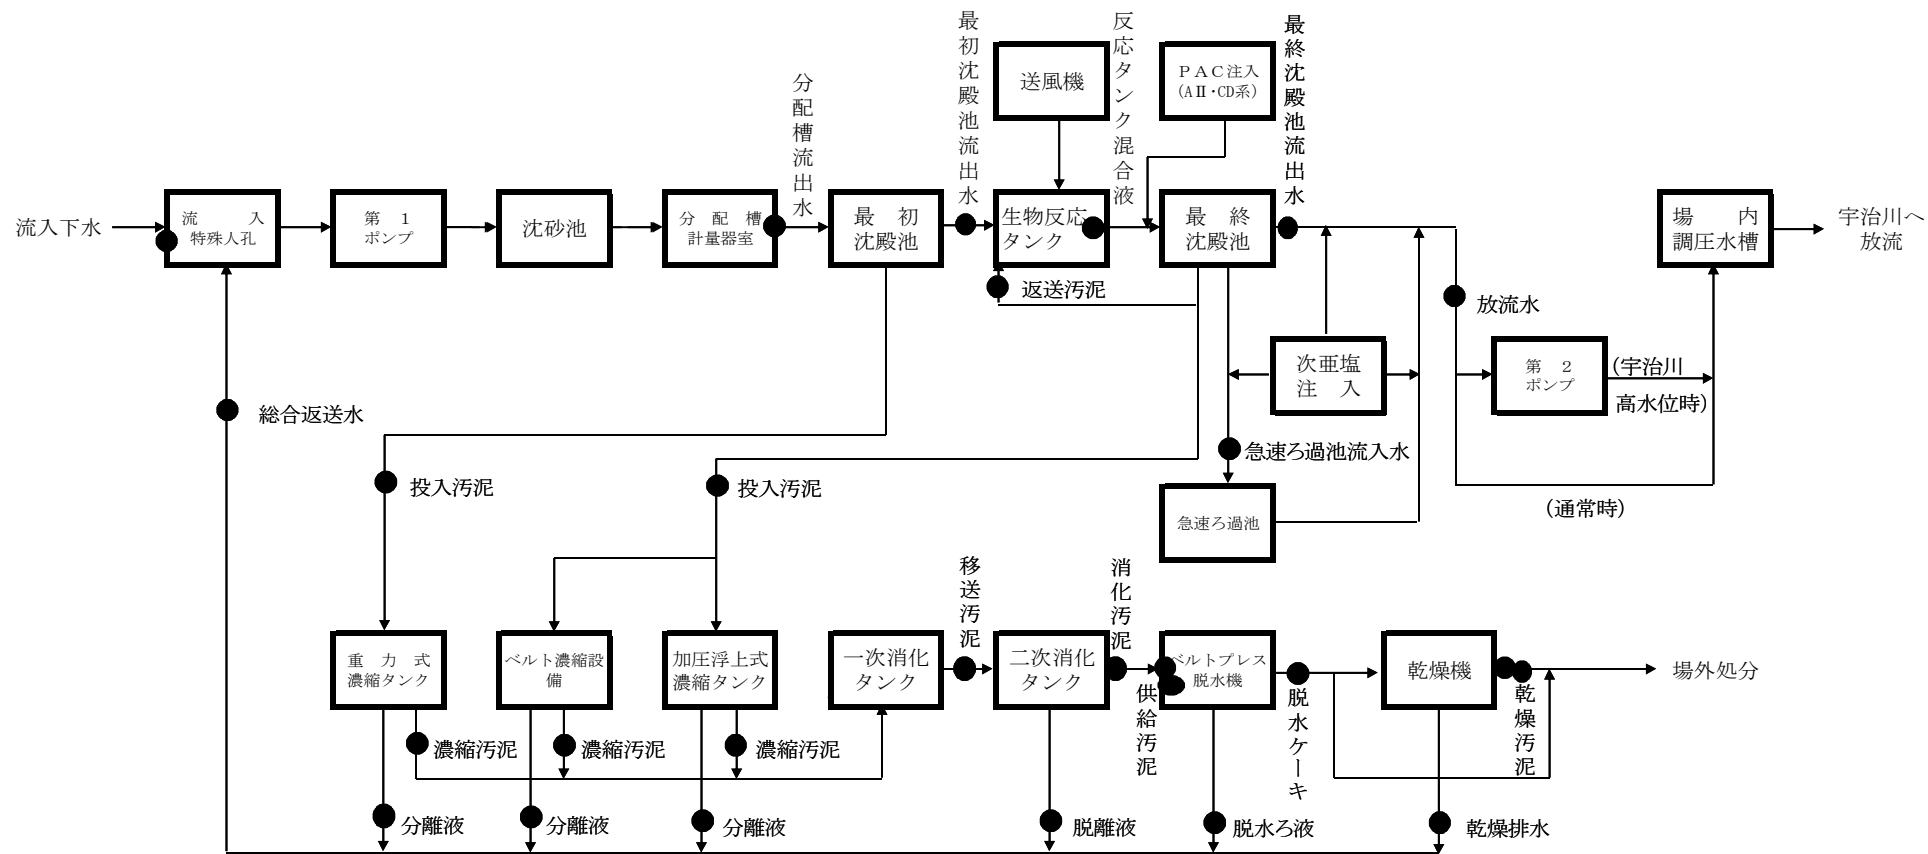 最初沈殿池流出水
反応タンク混合液
最終沈殿池流出水
分配槽流出水
送風機
PAC注入
(AⅡ・CD系)
流入下水
流　入
特殊人孔
第　1
ポンプ
沈砂池
分　配　槽
計量器室
最　初
沈殿池
生物反応
タンク
最　終
沈殿池
場　内
調圧水槽
宇治川へ
放流
返送汚泥
放流水
次亜塩
注　入
第　2
ポンプ
(宇治川
高水位時)
総合返送水
急速ろ過池流入水
投入汚泥
投入汚泥
(通常時)
急速ろ過池
移送汚泥
消化汚泥
重　力　式
濃縮タンク
ベルト濃縮設
備
加圧浮上式
濃縮タンク
一次消化
タンク
二次消化
タンク
ベルトプレス
脱水機
乾燥機
場外処分
供給汚泥
脱水ケーキ
乾燥汚泥
濃縮汚泥
濃縮汚泥
濃縮汚泥
分離液
分離液
分離液
脱離液
脱水ろ液
乾燥排水